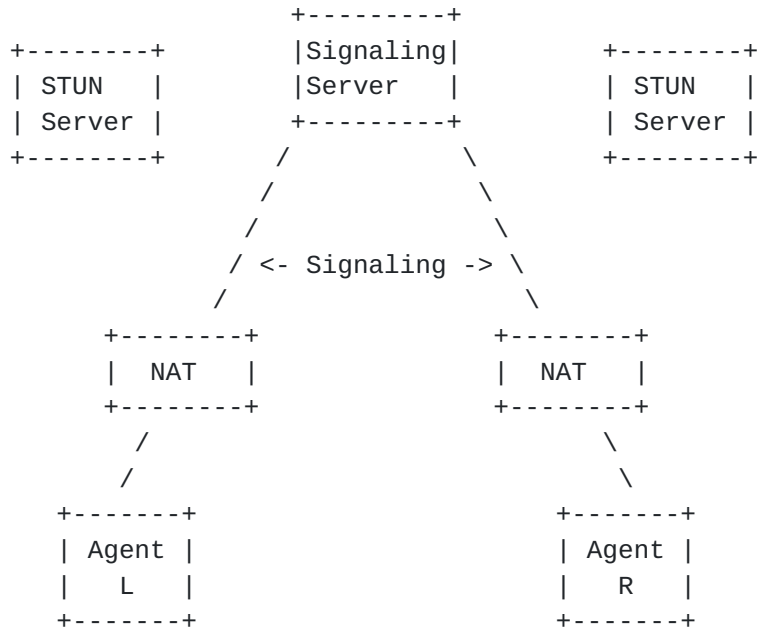 Signaling
Server
STUN
Server
STUN
Server
<- Signaling ->
NAT
NAT
Agent
L
Agent
R